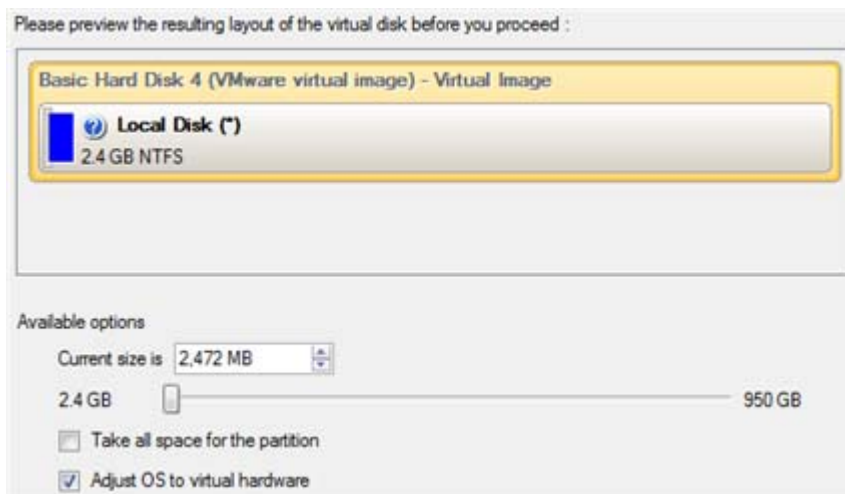 Please preview the resulting layout of the virtual disk before you proceed :
Basic Hard Disk 4 (VMware virtual image) - Virtual Image
Local Disk (*)
2.4 GB NTFS
Available options
Current size is 2,472 MB
2.4 GB 950 GB
Take all space for the partition
Adjust OS to virtual hardware